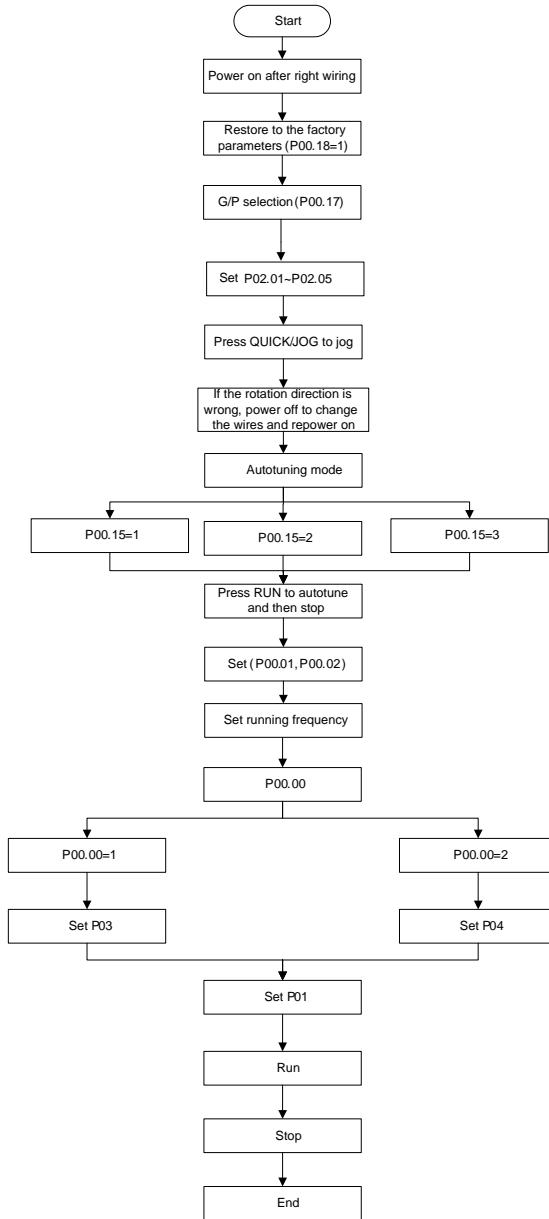 Start
Power on after right wiring
Restore to the factory
parameters (P00.18=1)
G/P selection (P00.17)
Set P02.01~P02.05
Press QUICK/JOG to jog
If the rotation direction is
wrong, power off to change
the wires and repower on
Autotuning mode
P00.15=1
P00.15=2
P00.15=3
Press RUN to autotune
and then stop
Set (P00.01, P00.02)
Set running frequency
P00.00
P00.00=1
P00.00=2
Set P03
Set P04
Set P01
Run
Stop
End